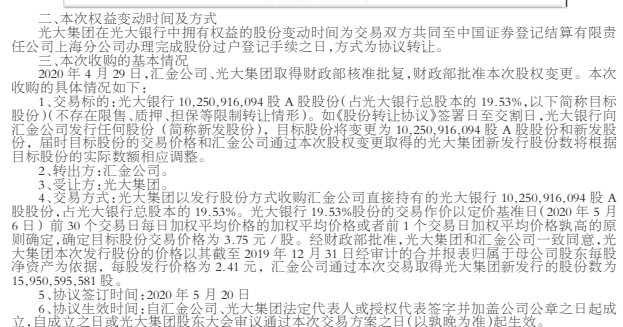 二、本次权益变动时间及方式
光大集团在光大银行中拥有权益的股份变动时间为交易双方共同至中国证券登记结算有限责
任公司上海分公司办理完成股份过户登记手续之日,方式为协议转让。
三、本次收购的基本情况
2020 年 4 月 29 日,汇金公司、光大集团取得财政部核准批复,财政部批准本次股权变更。本次
收购的具体情况如下:
1、交易标的:光大银行 10,250,916,094 股 A 股股份(占光大银行总股本的 19.53%,以下简称目标
股份)(不存在限售、质押、担保等限制转让情形)。如《股份转让协议》签署日至交割日,光大银行向
汇金公司发行任何股份（简称新发股份）,目标股份将变更为 10,250,916,094 股 A 股股份和新发股
份，届时目标股份的交易价格和汇金公司通过本次股权变更取得的光大集团新发行股份数将根据
目标股份的实际数额相应调整。
2、转出方:汇金公司。
3、受让方:光大集团。
4、交易方式:光大集团以发行股份方式收购汇金公司直接持有的光大银行 10,250,916,094 股 A
股股份,占光大银行总股本的 19.53%。光大银行 19.53%股份的交易作价以定价基准日(2020 年 5 月
6 日）前 30 个交易日每日加权平均价格的加权平均价格或者前 1 个交易日加权平均价格孰高的原
则确定,确定目标股份交易价格为 3.75 元 / 股。经财政部批准,光大集团和汇金公司一致同意,光
大集团本次发行股份的价格以其截至 2019 年 12 月 31 日经审计的合并报表归属于母公司股东每股
净资产为依据，每股发行价格为 2.41 元，汇金公司通过本次交易取得光大集团新发行的股份数为
15,950,595,581 股。
5、协议签订时间:2020 年 5 月 20 日
6、协议生效时间:自汇金公司、光大集团法定代表人或授权代表签字并加盖公司公章之日起成
立,自成立之日或光大集团股东大会审议通过本次交易方案之日(以孰晚为准)起生效。